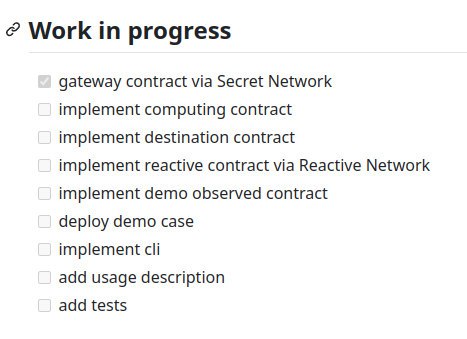 Work in progress
gateway contract via Secret Network
implement computing contract
implement destination contract
implement reactive contract via Reactive Network
implement demo observed contract
deploy demo case
implement cli
add usage description
add tests